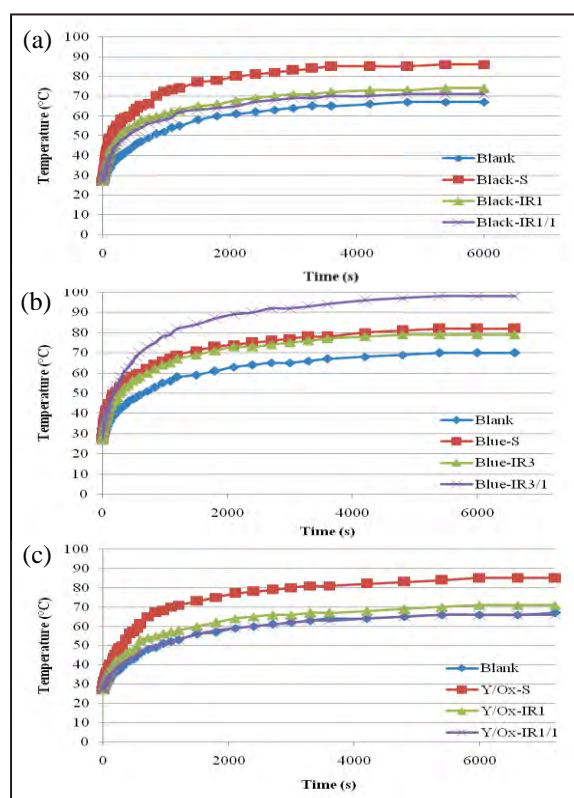 (a)
100
90
80
70
60
50
40
30
20
10
0
Temperature (°C)
Blank
Black-S
Black-IR1
Black-IR1/1
0 2000 4000 6000
Time (s)
(b)
100
90
80
70
60
50
40
30
20
10
0
Temperature (°C)
Blank
Blue-S
Blue-IR3
Blue-IR3/1
0 2000 4000 6000
Time (s)
(c)
100
90
80
70
60
50
40
30
20
10
0
Temperature (°C)
Blank
Y/Ox-S
Y/Ox-IR1
Y/Ox-IR1/1
0 2000 4000 6000
Time (s)